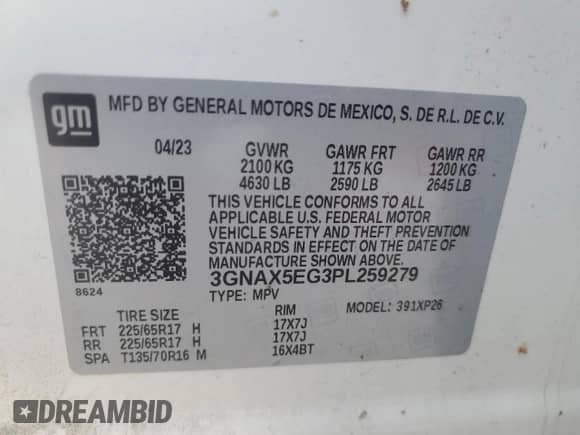 gm
MFD BY GENERAL MOTORS DE MEXICO, S. DE R.L. DE C.V.
04/23 GVWR GAWR FRT GAWR RR
2100 KG 1175 KG 1200 KG
4630 LB 2590 LB 2645 LB
THIS VEHICLE CONFORMS TO ALL
APPLICABLE U.S. FEDERAL MOTOR
VEHICLE SAFETY AND THEFT PREVENTION
STANDARDS IN EFFECT ON THE DATE OF
MANUFACTURE SHOWN ABOVE.
3GNAX5EG3PL259279
8624
TYPE: MPV MODEL: 391XP26
TIRE SIZE RIM
FRT 225/65R17 H 17X7J
RR 225/65R17 H 17X7J
SPA T135/70R16 M 16X4BT
DREAMBID